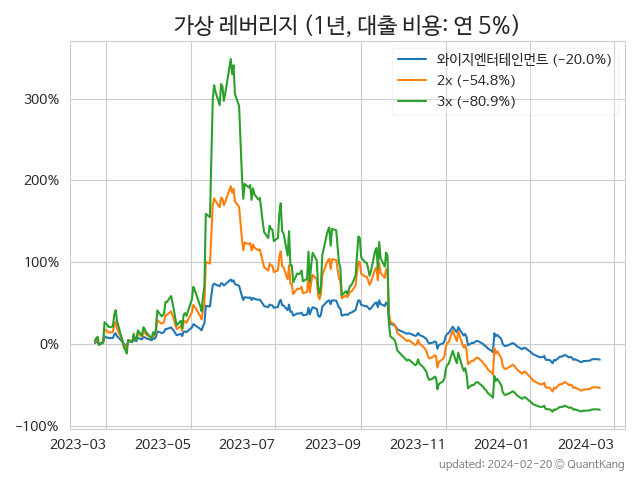 가상 레버리지 (1년, 대출 비용: 연 5%)
와이지엔터테인먼트 (−20.0%)
2x (−54.8%)
3x (−80.9%)
300%
200%
100%
0%
−100%
2023-03 2023-05 2023-07 2023-09 2023-11 2024-01 2024-03
updated: 2024-02-20 © QuantKang